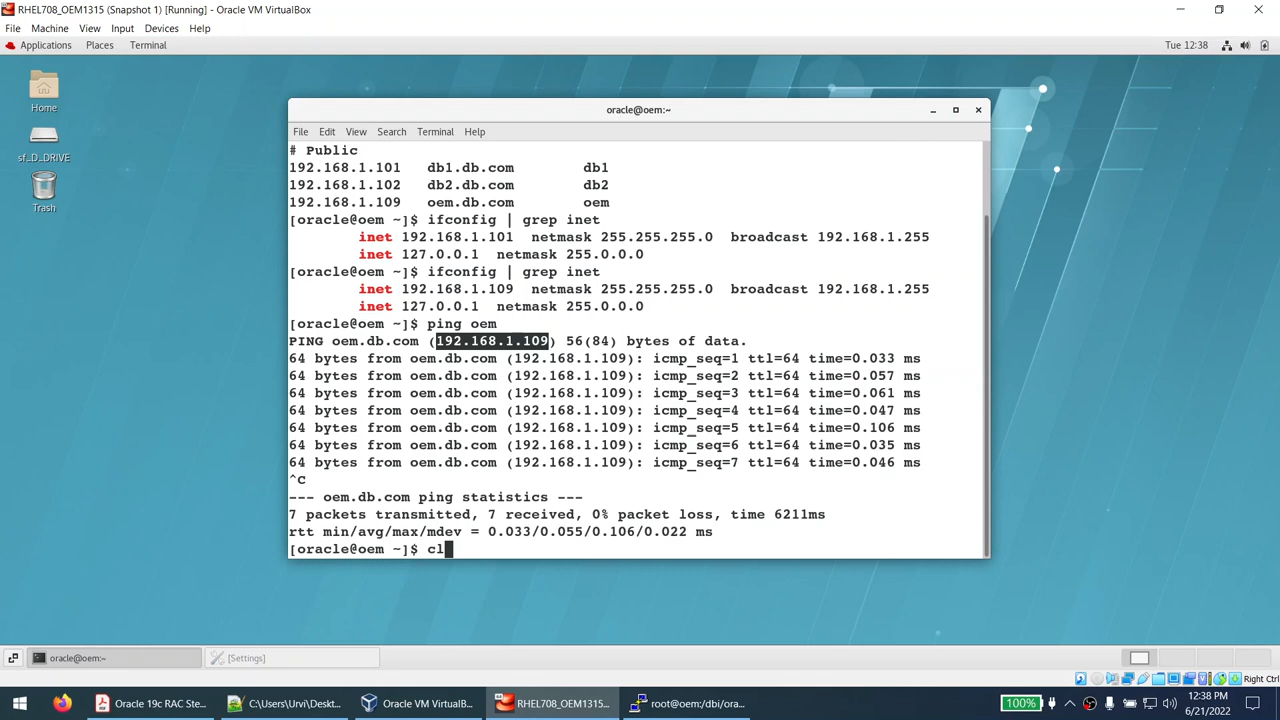 RHEL708_OEM1315 (Snapshot 1) [Running] - Oracle VM VirtualBox
File Machine View Input Devices Help
Applications Places Terminal Tue 12:38
Home
sf_D_DRIVE
Trash
oracle@oem:~
File Edit View Search Terminal Help
# Public
192.168.1.101 db1.db.com db1
192.168.1.102 db2.db.com db2
192.168.1.109 oem.db.com oem
[oracle@oem ~]$ ifconfig | grep inet
inet 192.168.1.101 netmask 255.255.255.0 broadcast 192.168.1.255
inet 127.0.0.1 netmask 255.0.0.0
[oracle@oem ~]$ ifconfig | grep inet
inet 192.168.1.109 netmask 255.255.255.0 broadcast 192.168.1.255
inet 127.0.0.1 netmask 255.0.0.0
[oracle@oem ~]$ ping oem
PING oem.db.com (192.168.1.109) 56(84) bytes of data.
64 bytes from oem.db.com (192.168.1.109): icmp_seq=1 ttl=64 time=0.033 ms
64 bytes from oem.db.com (192.168.1.109): icmp_seq=2 ttl=64 time=0.057 ms
64 bytes from oem.db.com (192.168.1.109): icmp_seq=3 ttl=64 time=0.061 ms
64 bytes from oem.db.com (192.168.1.109): icmp_seq=4 ttl=64 time=0.047 ms
64 bytes from oem.db.com (192.168.1.109): icmp_seq=5 ttl=64 time=0.106 ms
64 bytes from oem.db.com (192.168.1.109): icmp_seq=6 ttl=64 time=0.035 ms
64 bytes from oem.db.com (192.168.1.109): icmp_seq=7 ttl=64 time=0.046 ms
^C
--- oem.db.com ping statistics ---
7 packets transmitted, 7 received, 0% packet loss, time 6211ms
rtt min/avg/max/mdev = 0.033/0.055/0.106/0.022 ms
[oracle@oem ~]$ cl
oracle@oem:~ [Settings]
Right Ctrl
Oracle 19c RAC Ste... C:\Users\Urvi\Deskt... Oracle VM VirtualBo... RHEL708_OEM1315... root@oem:/dbi/ora... 100% 12:38 PM
6/21/2022